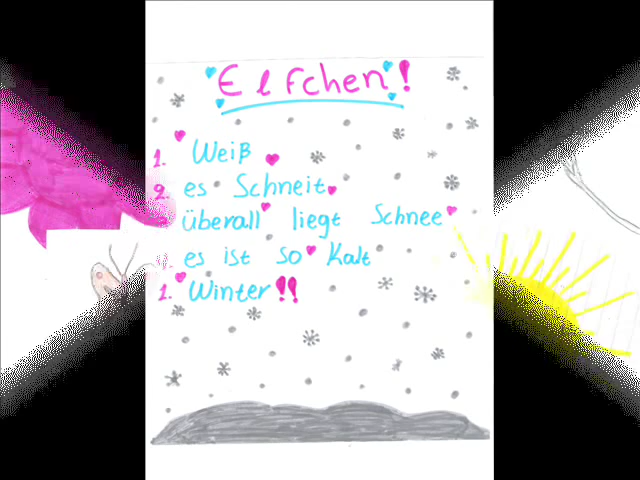 Elfchen!
1. Weiß
2. es Schneit
überall liegt Schnee
es ist so Kalt
1. Winter!!